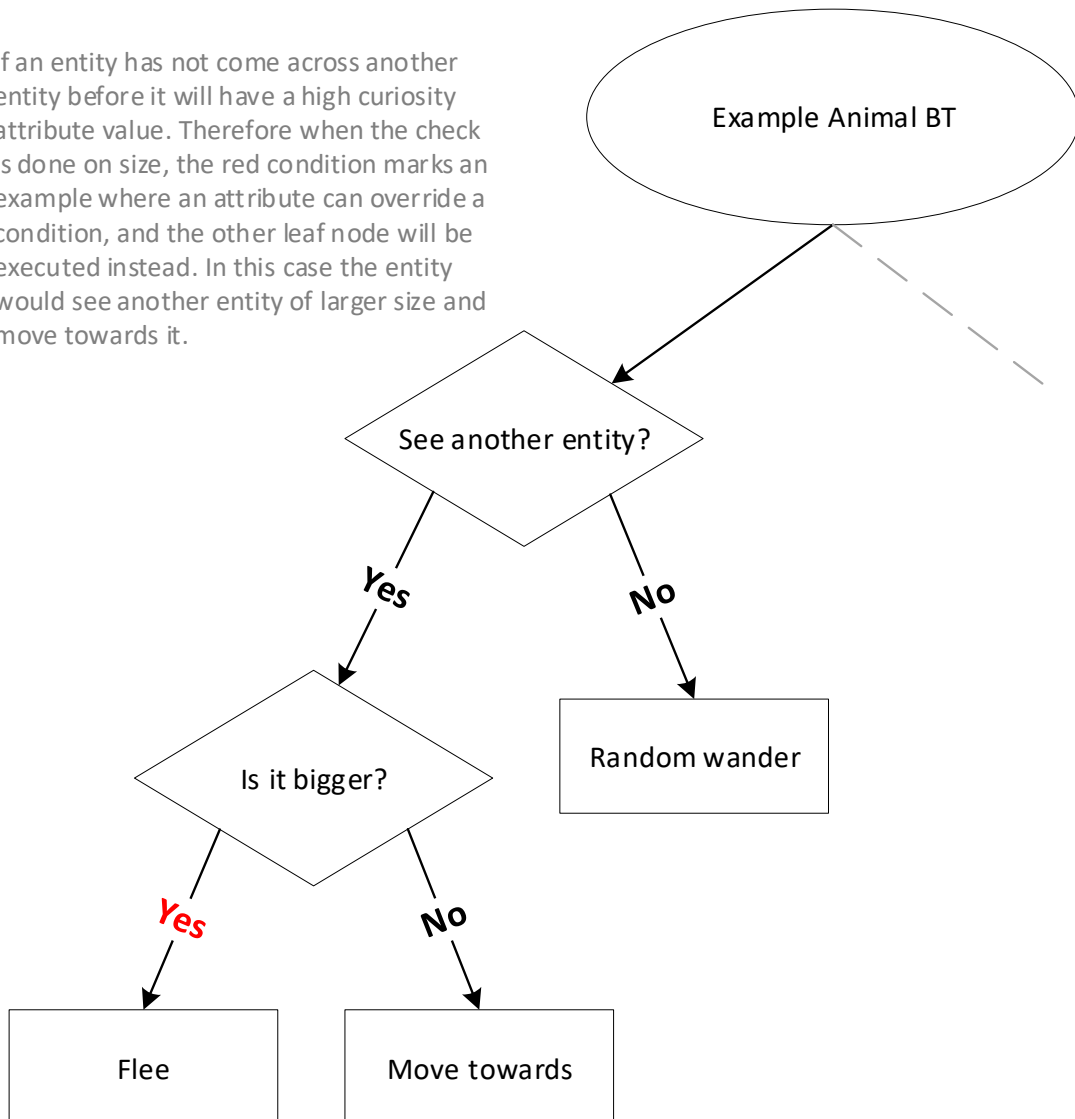 f an entity has not come across another
entity before it will have a high curiosity
attribute value. Therefore when the check
s done on size, the red condition marks an
example where an attribute can override a
condition, and the other leaf node will be
executed instead. In this case the entity
would see another entity of larger size and
move towards it.
Example Animal BT
See another entity?
Yes
No
Is it bigger?
Random wander
Yes
No
Flee
Move towards